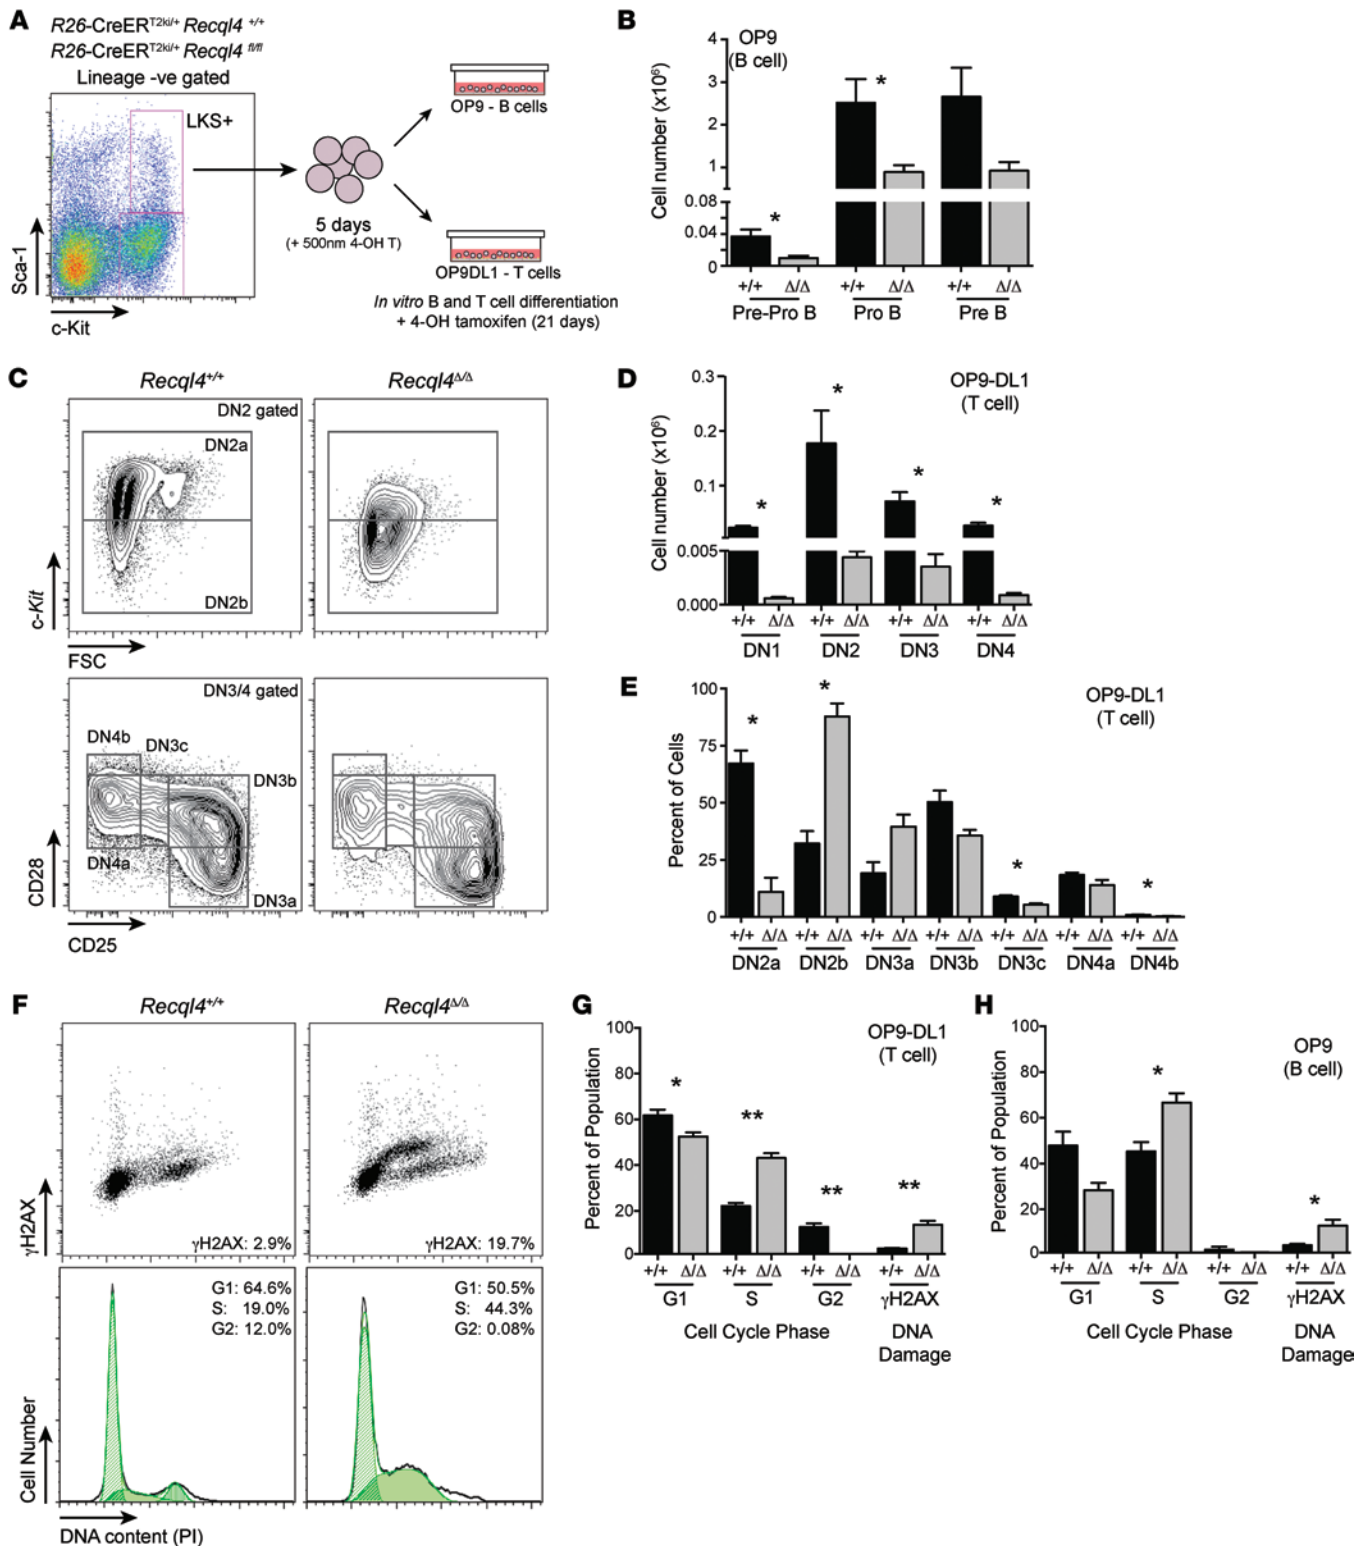 A
R26-CreER^T2ki/+ Recql4 +/+
R26-CreER^T2ki/+ Recql4 fl/fl
Lineage -ve gated
LKS+
Sca-1
c-Kit
5 days
(+ 500nm 4-OH T)
OP9 - B cells
OP9DL1 - T cells
In vitro B and T cell differentiation
+ 4-OH tamoxifen (21 days)
B
OP9
(B cell)
Cell number (x10⁶)
4
3
2
1
0.08
0.04
0
* * 
+/+ Δ/Δ +/+ Δ/Δ +/+ Δ/Δ
Pre-Pro B Pro B Pre B
C
Recql4+/+ Recql4Δ/Δ
DN2 gated
DN2a
DN2b
c-Kit
FSC
DN3/4 gated
DN4b
DN3c
DN3b
DN4a
DN3a
CD28
CD25
D
OP9-DL1
(T cell)
Cell number (x10⁶)
0.3
0.2
0.1
0.005
0.000
* * * *
+/+ Δ/Δ +/+ Δ/Δ +/+ Δ/Δ +/+ Δ/Δ
DN1 DN2 DN3 DN4
E
OP9-DL1
(T cell)
Percent of Cells
100
75
50
25
0
* * * *
+/+ Δ/Δ +/+ Δ/Δ +/+ Δ/Δ +/+ Δ/Δ +/+ Δ/Δ +/+ Δ/Δ +/+ Δ/Δ
DN2a DN2b DN3a DN3b DN3c DN4a DN4b
F
Recql4+/+ Recql4Δ/Δ
γH2AX
γH2AX: 2.9%
γH2AX: 19.7%
G1: 64.6%
S: 19.0%
G2: 12.0%
G1: 50.5%
S: 44.3%
G2: 0.08%
Cell Number
DNA content (PI)
G
OP9-DL1
(T cell)
Percent of Population
100
80
60
40
20
0
* ** ** **
+/+ Δ/Δ +/+ Δ/Δ +/+ Δ/Δ +/+ Δ/Δ
G1 S G2 γH2AX
Cell Cycle Phase DNA
Damage
H
OP9
(B cell)
Percent of Population
100
80
60
40
20
0
* *
+/+ Δ/Δ +/+ Δ/Δ +/+ Δ/Δ +/+ Δ/Δ
G1 S G2 γH2AX
Cell Cycle Phase DNA
Damage